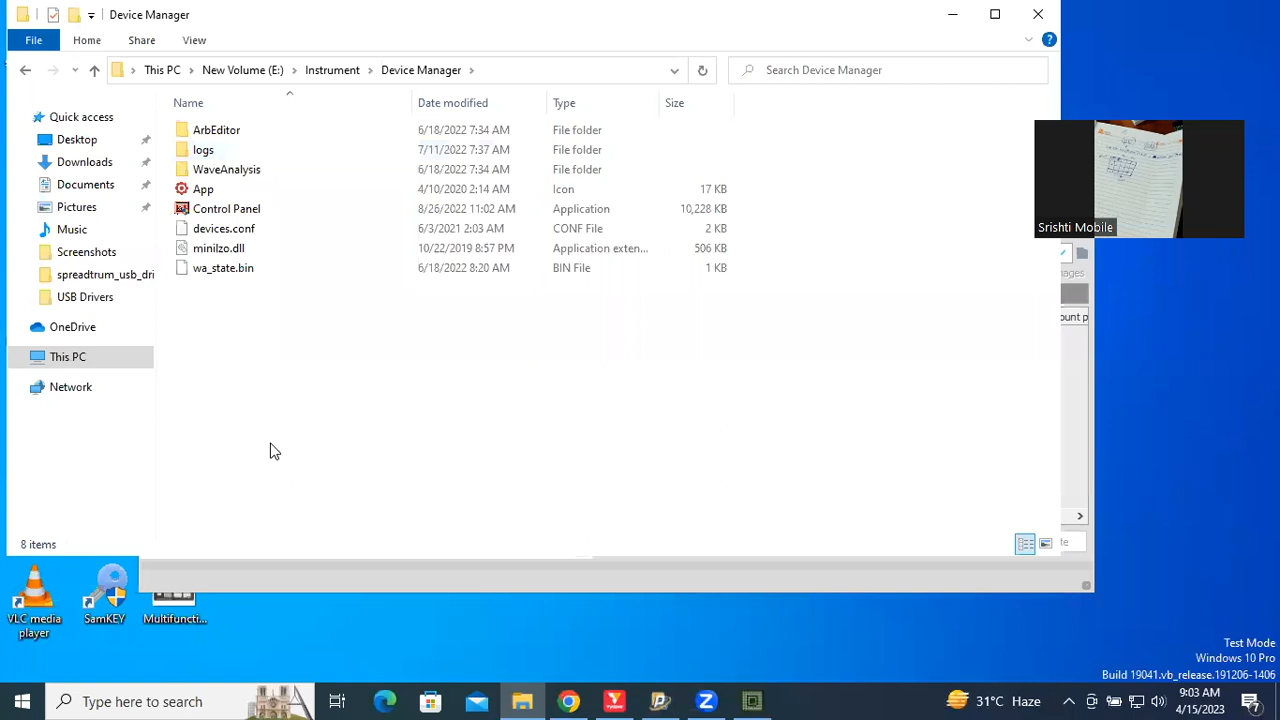 Device Manager
File Home Share View
This PC New Volume (E:) Instrument Device Manager Search Device Manager
Name Date modified Type Size
Quick access
Desktop
Downloads
Documents
Pictures
Music
Screenshots
spreadtrum_usb_dri
USB Drivers
OneDrive
This PC
Network
ArbEditor 6/18/2022 7:34 AM File folder
logs 7/11/2022 7:37 AM File folder
WaveAnalysis 6/18/2022 7:34 AM File folder
App 4/10/2020 2:14 AM Icon 17 KB
Control Panel 8/26/2022 11:02 AM Application 10,228 KB
devices.conf 6/3/2021 2:03 AM CONF File 2 KB
minilzo.dll 10/22/2019 8:57 PM Application exten... 506 KB
wa_state.bin 6/18/2022 8:20 AM BIN File 1 KB
8 items
Srishti Mobile
ages
ount p
te
VLC media
player
SamKEY
Multifuncti...
Test Mode
Windows 10 Pro
Build 19041.vb_release.191206-1406
Type here to search
31°C Haze
9:03 AM
4/15/2023
7